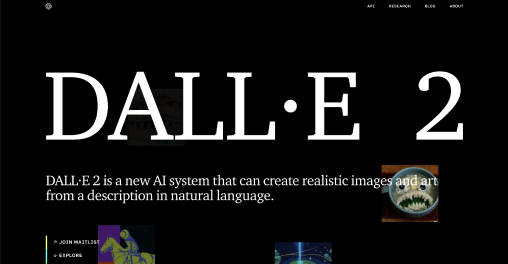 API RESEARCH BLOG ABOUT
DALL·E 2
DALL·E 2 is a new AI system that can create realistic images and art
from a description in natural language.
JOIN WAITLIST
EXPLORE